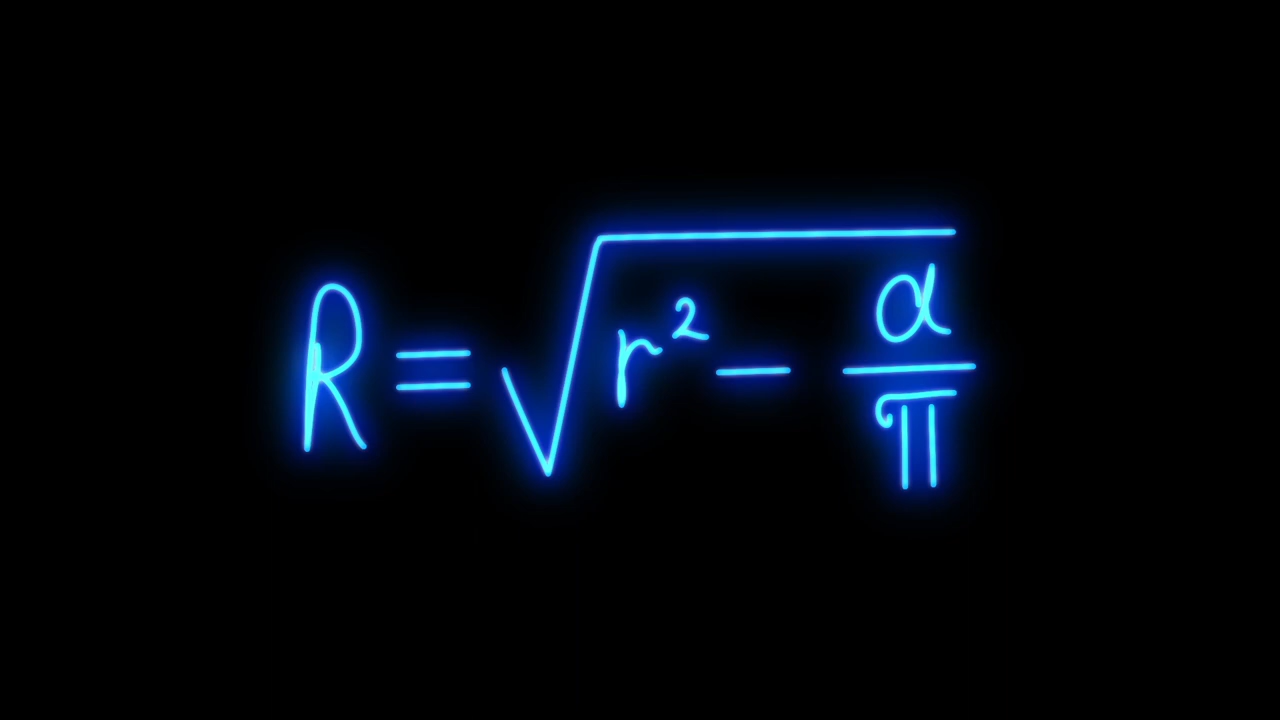 R = √(r² − a/π)